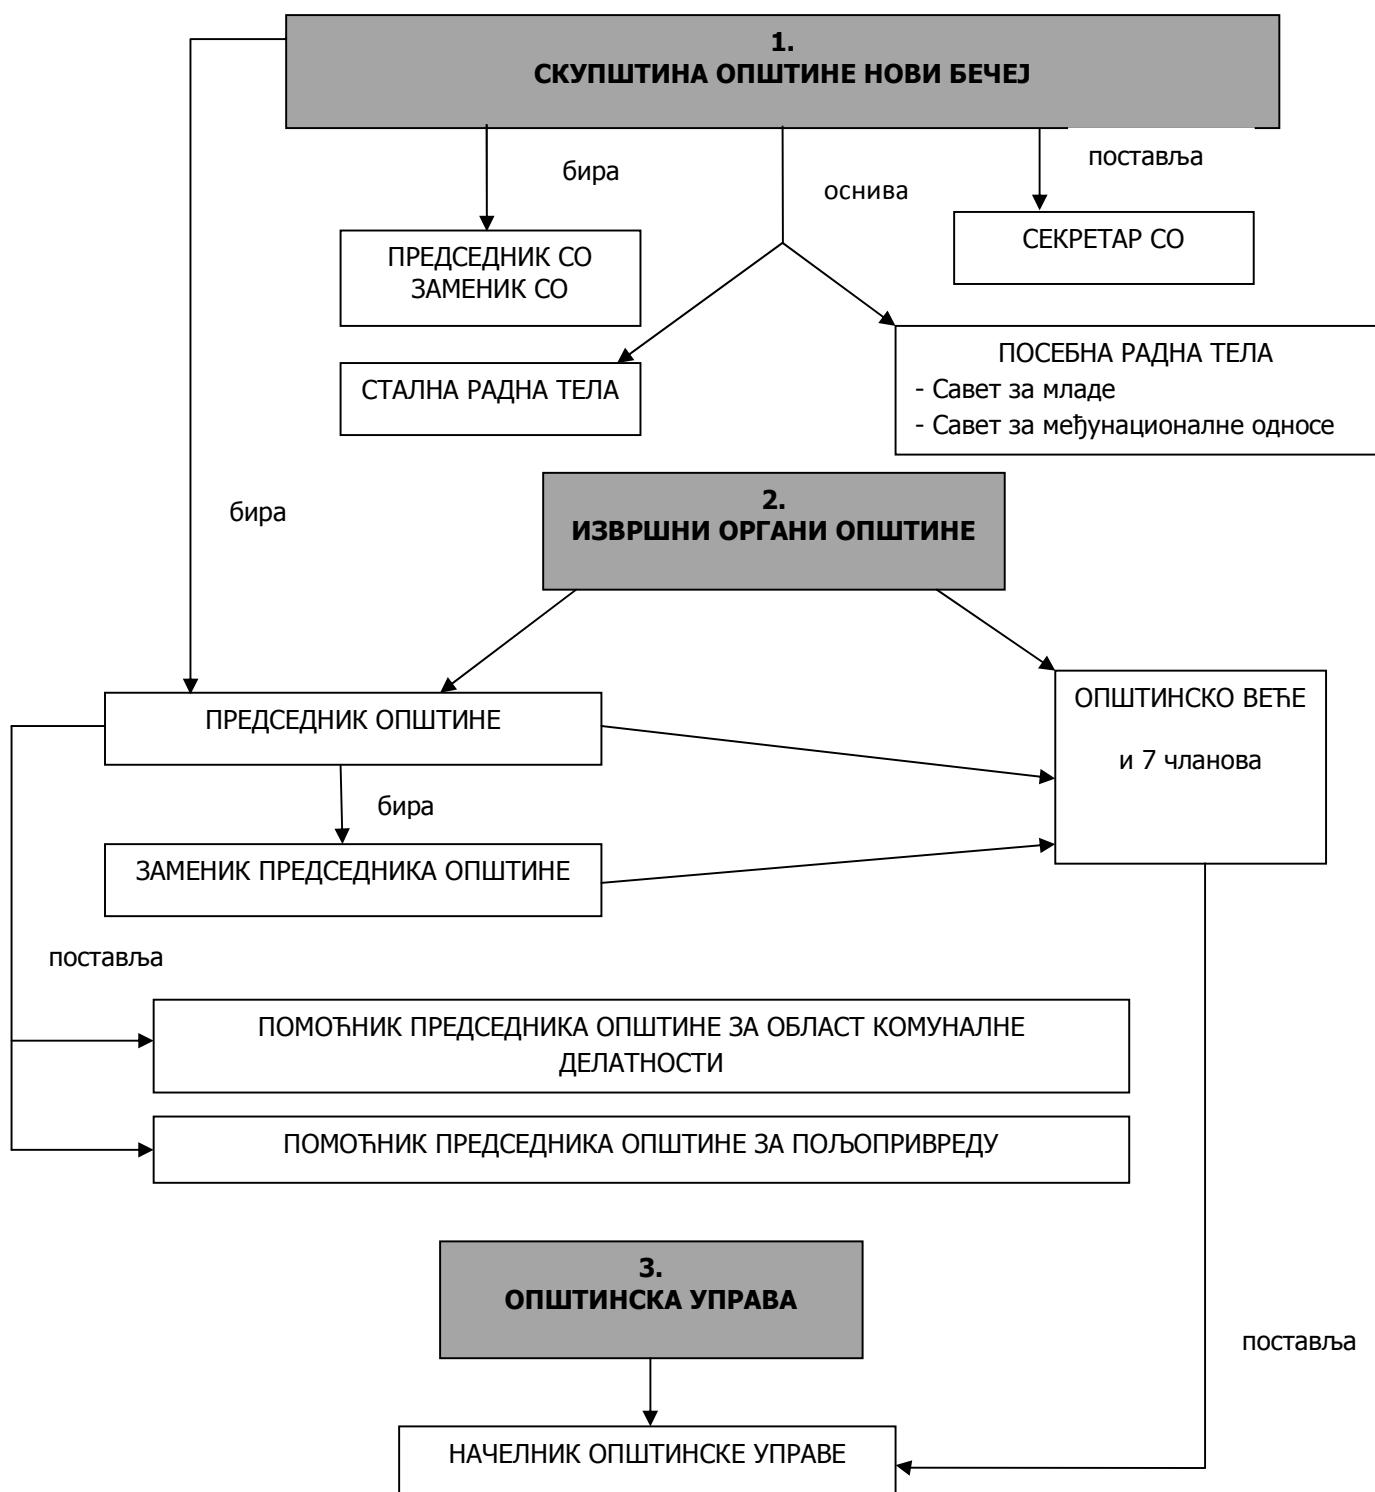 1.
СКУПШТИНА ОПШТИНЕ НОВИ БЕЧЕЈ
бира
оснива
поставља
ПРЕДСЕДНИК СО
ЗАМЕНИК СО
СЕКРЕТАР СО
СТАЛНА РАДНА ТЕЛА
ПОСЕБНА РАДНА ТЕЛА
- Савет за младе
- Савет за међунационалне односе
бира
2.
ИЗВРШНИ ОРГАНИ ОПШТИНЕ
ПРЕДСЕДНИК ОПШТИНЕ
ОПШТИНСКО ВЕЋЕ
и 7 чланова
бира
ЗАМЕНИК ПРЕДСЕДНИКА ОПШТИНЕ
поставља
ПОМОЋНИК ПРЕДСЕДНИКА ОПШТИНЕ ЗА ОБЛАСТ КОМУНАЛНЕ
ДЕЛАТНОСТИ
ПОМОЋНИК ПРЕДСЕДНИКА ОПШТИНЕ ЗА ПОЉОПРИВРЕДУ
3.
ОПШТИНСКА УПРАВА
поставља
НАЧЕЛНИК ОПШТИНСКЕ УПРАВЕ